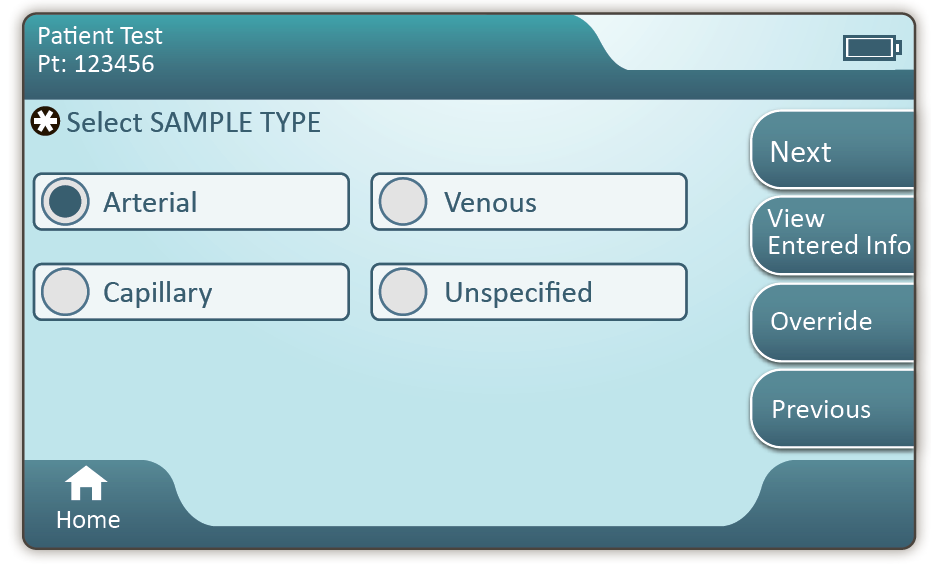 Patient Test
Pt: 123456
Select SAMPLE TYPE
Arterial
Venous
Capillary
Unspecified
Next
View
Entered Info
Override
Previous
Home